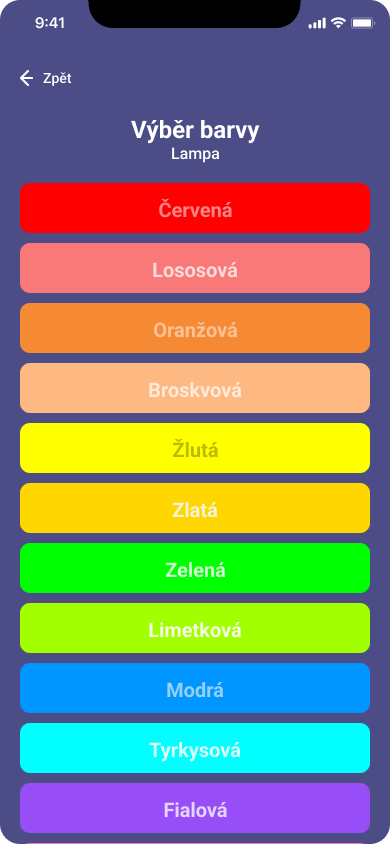 9:41
Zpět
Výběr barvy
Lampa
Červená
Lososová
Oranžová
Broskvová
Žlutá
Zlatá
Zelená
Limetková
Modrá
Tyrkysová
Fialová